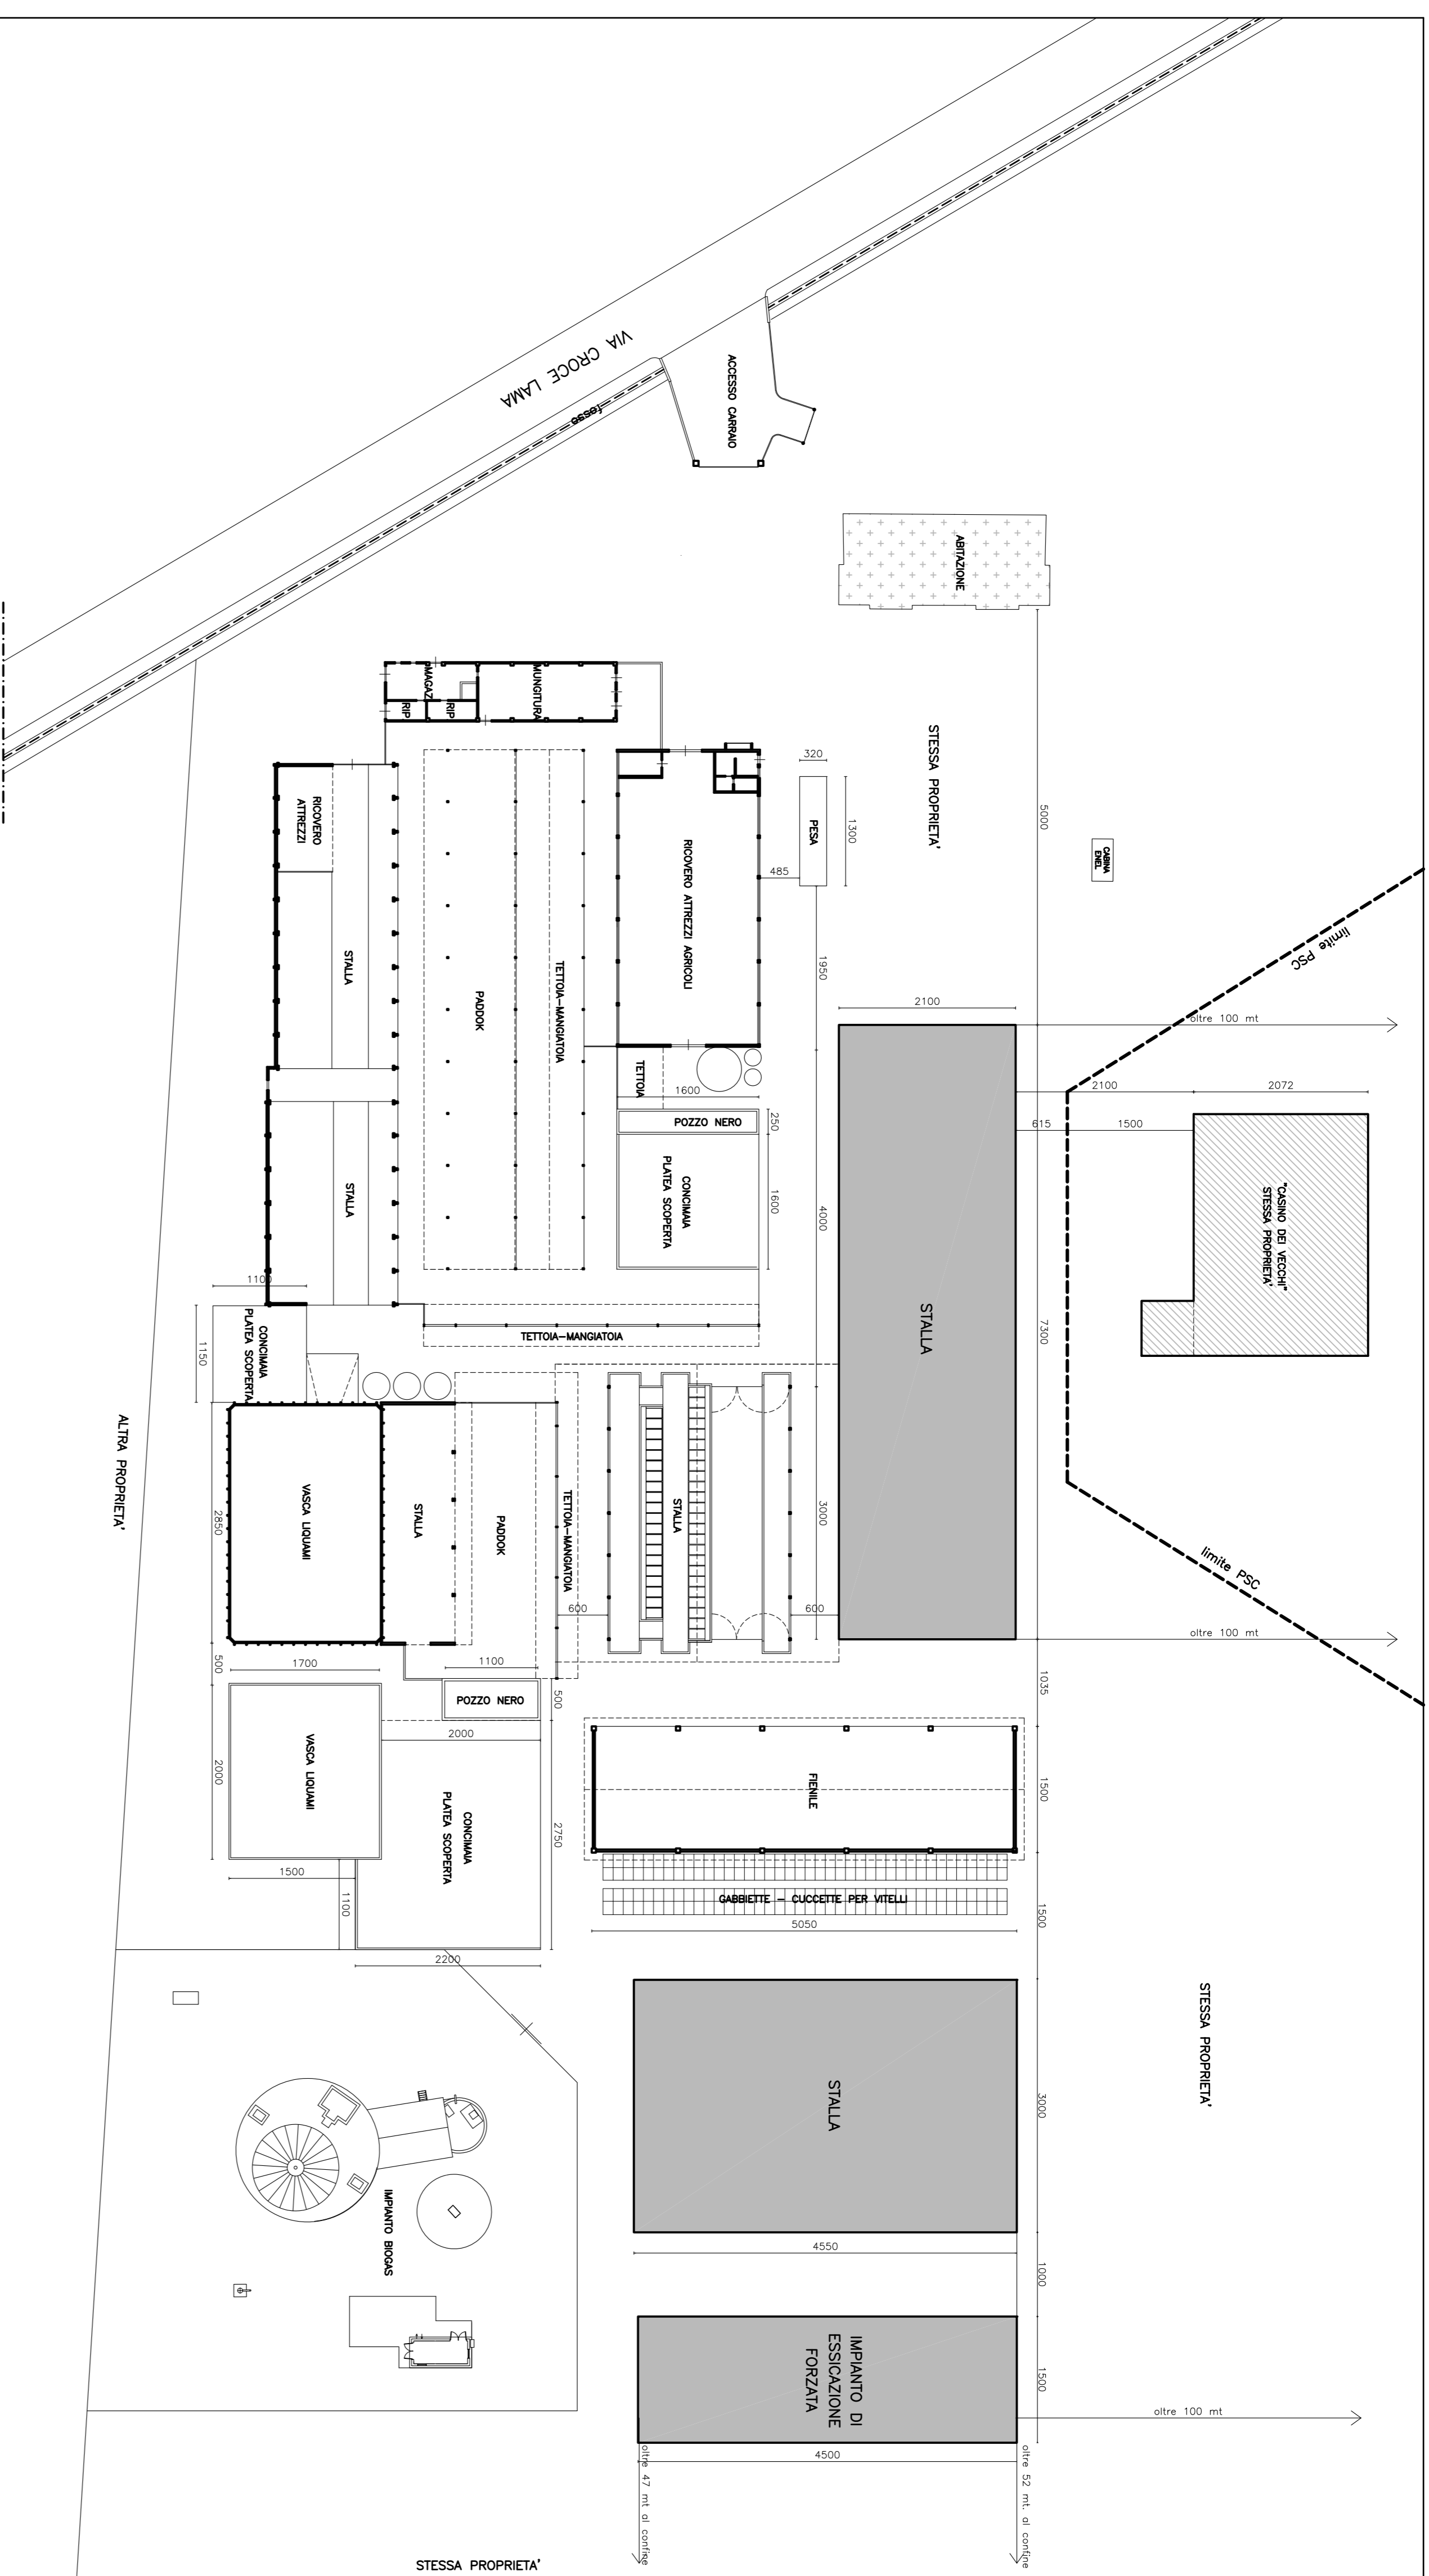 VIA CROCE LAMA
fosso
ACCESSO CARRAIO
ABITAZIONE
STESSA PROPRIETA'
5000
CABINA
ENEL
limite PSC
MAGAZ
RIP
RIP
MUNGITURA
320
1300
PESA
485
1950
RICOVERO
ATTREZZI
RICOVERO ATTREZZI AGRICOLI
STALLA
PADDOK
TETTOIA-MANGIATOIA
TETTOIA
1600
POZZO NERO
250
CONCIMAIA
PLATEA SCOPERTA
1600
4000
2100
oltre 100 mt
2100
2072
615
1500
"CASINO DEI VECCHI"
STESSA PROPRIETA'
STALLA
STALLA
7300
1100
CONCIMAIA
PLATEA SCOPERTA
1150
TETTOIA-MANGIATOIA
ALTRA PROPRIETA'
2850
VASCA LIQUAMI
STALLA
PADDOK
TETTOIA-MANGIATOIA
STALLA
3000
600
600
limite PSC
oltre 100 mt
500
1700
1100
POZZO NERO
500
1035
2000
2000
VASCA LIQUAMI
CONCIMAIA
PLATEA SCOPERTA
2750
FIENILE
1500
1500
1100
2200
GABBIETTE - CUCCETTE PER VITELLI
5050
1500
STESSA PROPRIETA'
STALLA
3000
IMPIANTO BIOGAS
4550
1000
IMPIANTO DI
ESSICAZIONE
FORZATA
1500
oltre 100 mt
4500
oltre 47 mt al confine
oltre 52 mt. al confine
STESSA PROPRIETA'